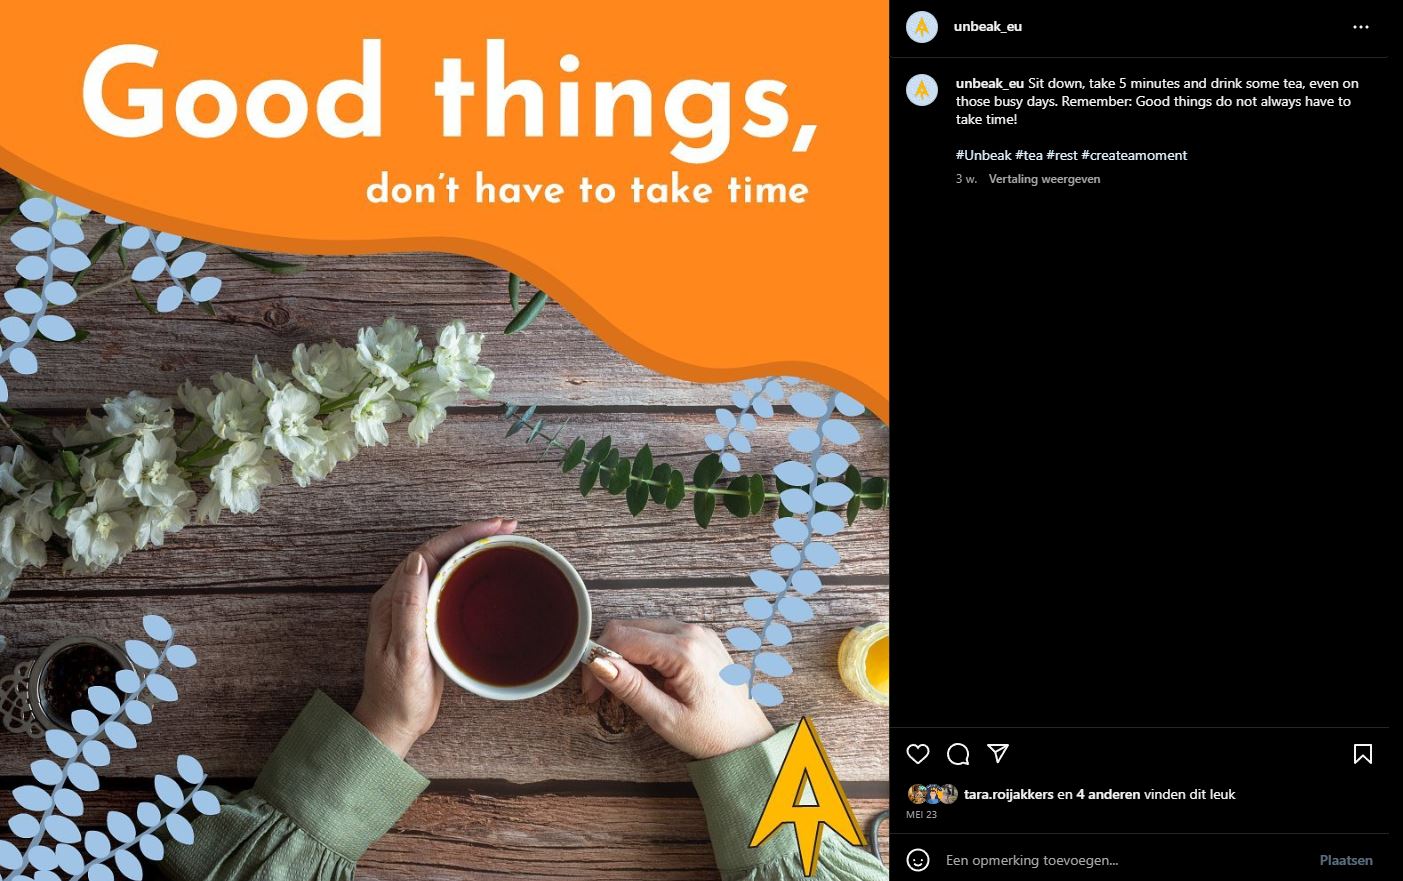 Good things,
don't have to take time
unbeak_eu
unbeak_eu Sit down, take 5 minutes and drink some tea, even on
those busy days. Remember: Good things do not always have to
take time!
#Unbeak #tea #rest #createamoment
3 w. Vertaling weergeven
tara.roijakkers en 4 anderen vinden dit leuk
MEI 23
Een opmerking toevoegen...
Plaatsen